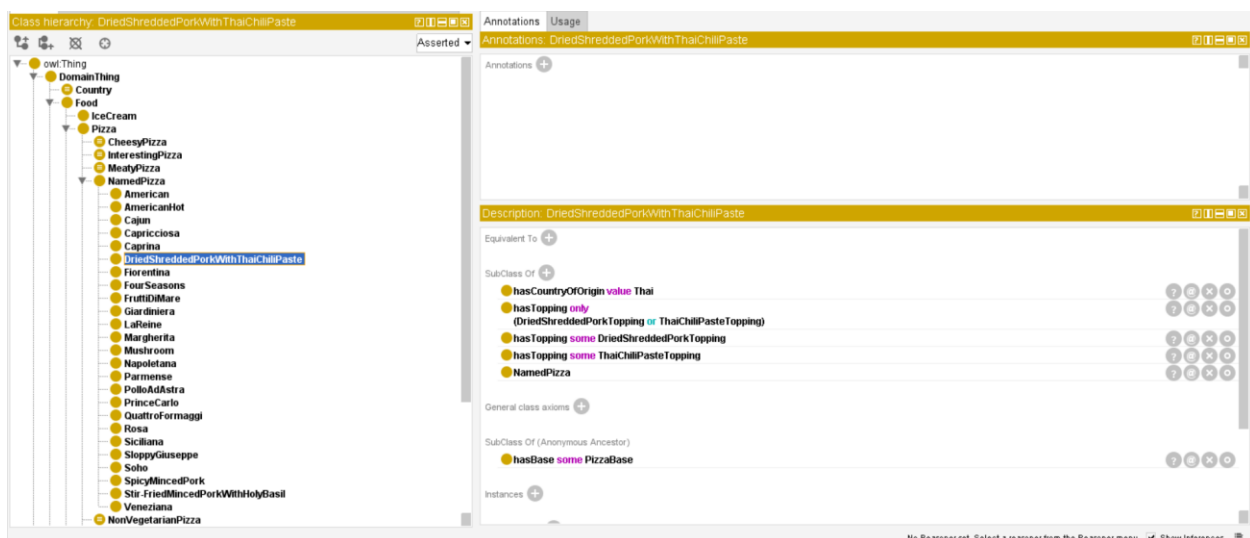 Class hierarchy: DriedShreddedPorkWithThaiChiliPaste
Asserted
owl:Thing
DomainThing
Country
Food
IceCream
Pizza
CheesyPizza
InterestingPizza
MeatyPizza
NamedPizza
American
AmericanHot
Cajun
Capricciosa
Caprina
DriedShreddedPorkWithThaiChiliPaste
Fiorentina
FourSeasons
FruttiDiMare
Giardiniera
LaReine
Margherita
Mushroom
Napoletana
Parmense
PolloAdAstra
PrinceCarlo
QuattroFormaggi
Rosa
Siciliana
SloppyGiuseppe
Soho
SpicyMincedPork
Stir-FriedMincedPorkWithHolyBasil
Veneziana
NonVegetarianPizza
Annotations Usage
Annotations: DriedShreddedPorkWithThaiChiliPaste
Annotations
Description: DriedShreddedPorkWithThaiChiliPaste
Equivalent To
SubClass Of
hasCountryOfOrigin value Thai
hasTopping only
(DriedShreddedPorkTopping or ThaiChiliPasteTopping)
hasTopping some DriedShreddedPorkTopping
hasTopping some ThaiChiliPasteTopping
NamedPizza
General class axioms
SubClass Of (Anonymous Ancestor)
hasBase some PizzaBase
Instances
No Reasoner set. Select a reasoner from the Reasoner menu Show Inferences